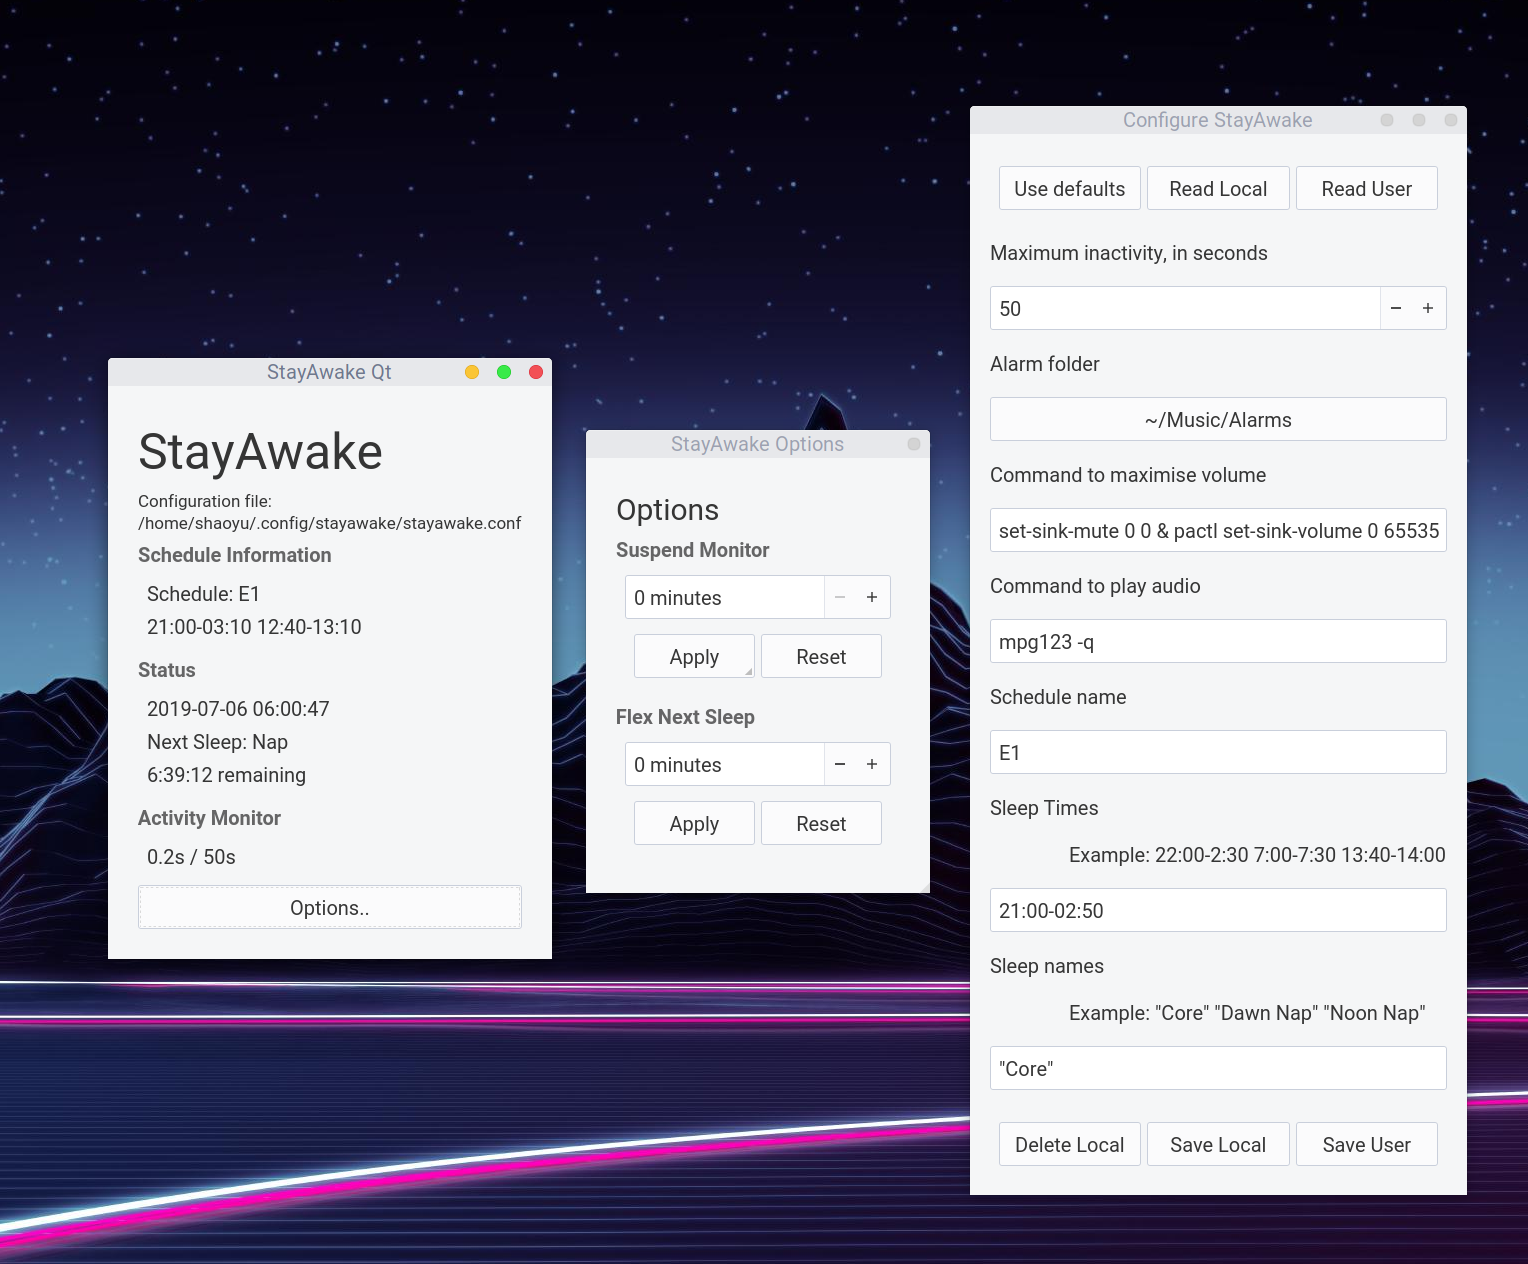 StayAwake Qt
StayAwake
Configuration file:
/home/shaoyu/.config/stayawake/stayawake.conf
Schedule Information
Schedule: E1
21:00-03:10 12:40-13:10
Status
2019-07-06 06:00:47
Next Sleep: Nap
6:39:12 remaining
Activity Monitor
0.2s / 50s
Options..
StayAwake Options
Options
Suspend Monitor
0 minutes
Apply Reset
Flex Next Sleep
0 minutes
Apply Reset
Configure StayAwake
Use defaults Read Local Read User
Maximum inactivity, in seconds
50
Alarm folder
~/Music/Alarms
Command to maximise volume
set-sink-mute 0 0 & pactl set-sink-volume 0 65535
Command to play audio
mpg123 -q
Schedule name
E1
Sleep Times
Example: 22:00-2:30 7:00-7:30 13:40-14:00
21:00-02:50
Sleep names
Example: "Core" "Dawn Nap" "Noon Nap"
"Core"
Delete Local Save Local Save User